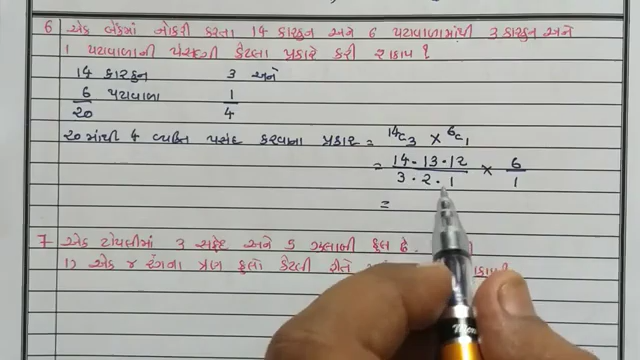 6 એક બેંકમાં નોકરી કરતા 14 કારકુન અને 6 પટાવાળામાંથી 3 કારકુન અને
1 પટાવાળાની પસંદગી કેટલા પ્રકારે કરી શકાય ?
14 કારકુન 3 અને
6 પટાવાળા 1
20 4
20 માંથી 4 વ્યક્તિ પસંદ કરવાના પ્રકાર = ¹⁴C₃ × ⁶C₁
= 14 · 13 · 12 / 3 · 2 · 1 × 6 / 1
=
7 એક ટોપલીમાં 3 સફેદ અને 5 ગુલાબી ફૂલ છે.
1) એક જ રંગના ત્રણ ફુલો કેટલી રીતે